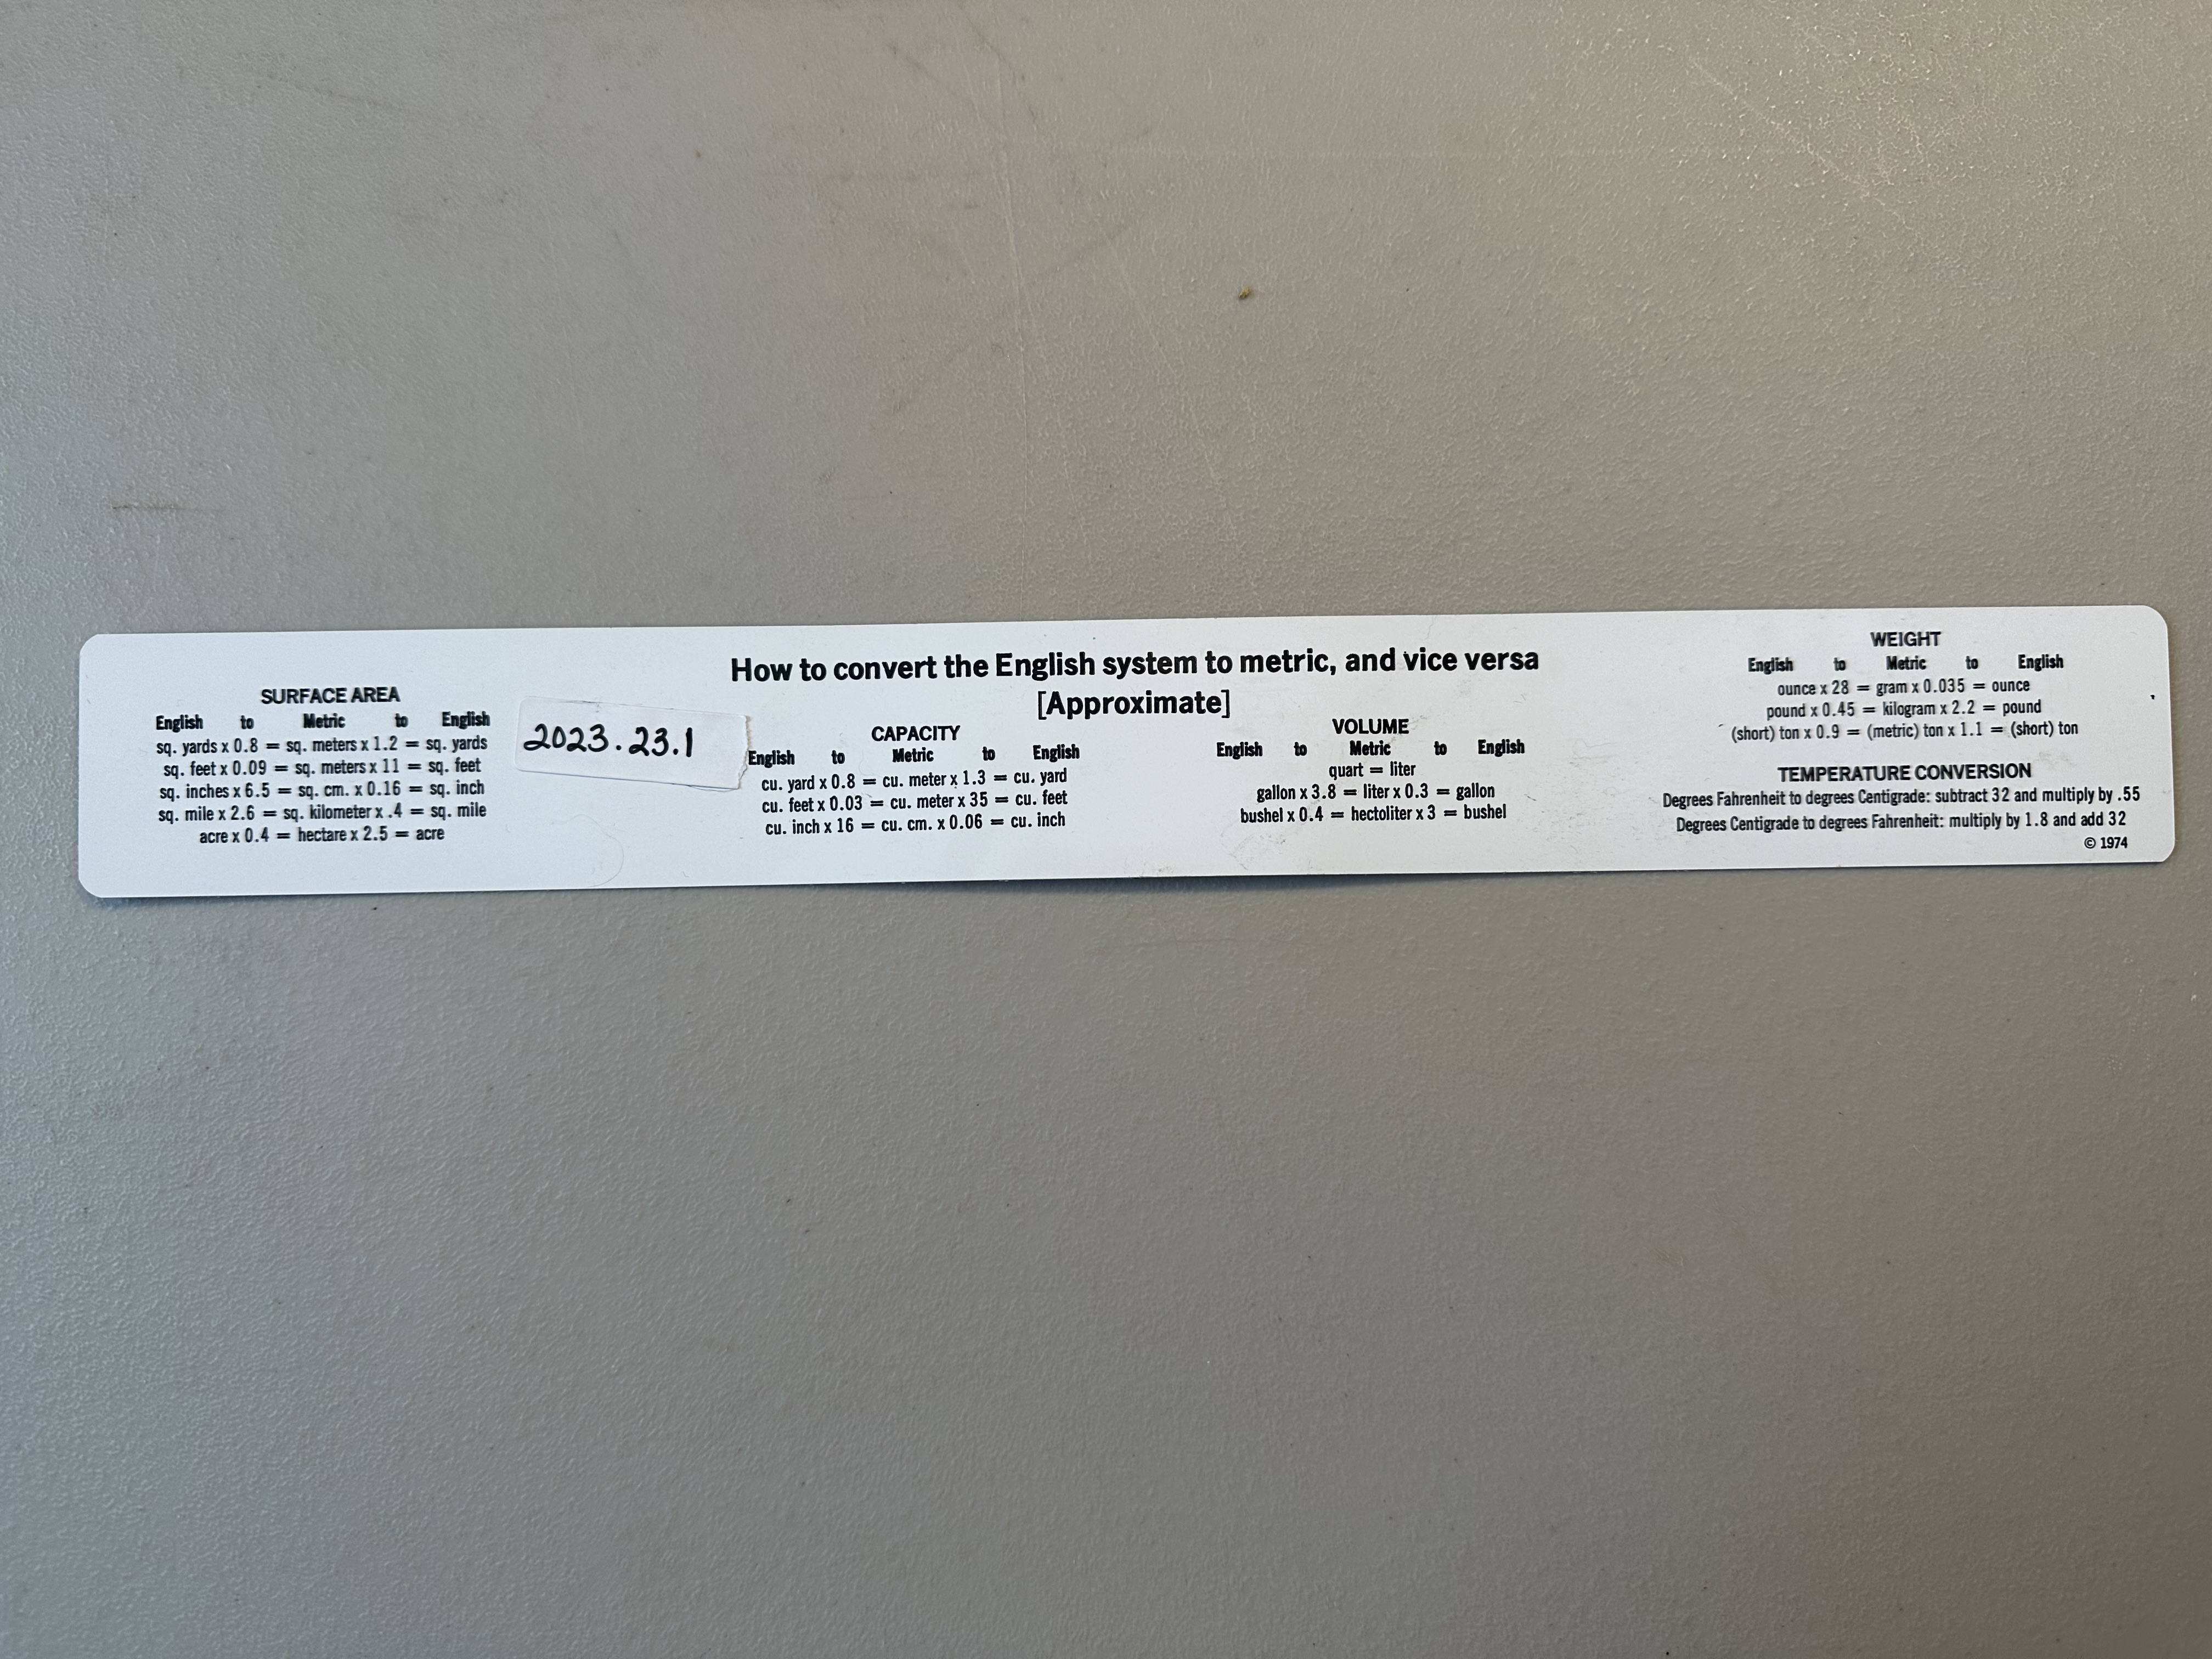 How to convert the English system to metric, and vice versa
[Approximate]
SURFACE AREA
English to Metric to English
sq. yards x 0.8 = sq. meters x 1.2 = sq. yards
sq. feet x 0.09 = sq. meters x 11 = sq. feet
sq. inches x 6.5 = sq. cm. x 0.16 = sq. inch
sq. mile x 2.6 = sq. kilometer x .4 = sq. mile
acre x 0.4 = hectare x 2.5 = acre
2023.23.1
CAPACITY
English to Metric to English
cu. yard x 0.8 = cu. meter x 1.3 = cu. yard
cu. feet x 0.03 = cu. meter x 35 = cu. feet
cu. inch x 16 = cu. cm. x 0.06 = cu. inch
VOLUME
English to Metric to English
quart = liter
gallon x 3.8 = liter x 0.3 = gallon
bushel x 0.4 = hectoliter x 3 = bushel
WEIGHT
English to Metric to English
ounce x 28 = gram x 0.035 = ounce
pound x 0.45 = kilogram x 2.2 = pound
(short) ton x 0.9 = (metric) ton x 1.1 = (short) ton
TEMPERATURE CONVERSION
Degrees Fahrenheit to degrees Centigrade: subtract 32 and multiply by .55
Degrees Centigrade to degrees Fahrenheit: multiply by 1.8 and add 32
© 1974